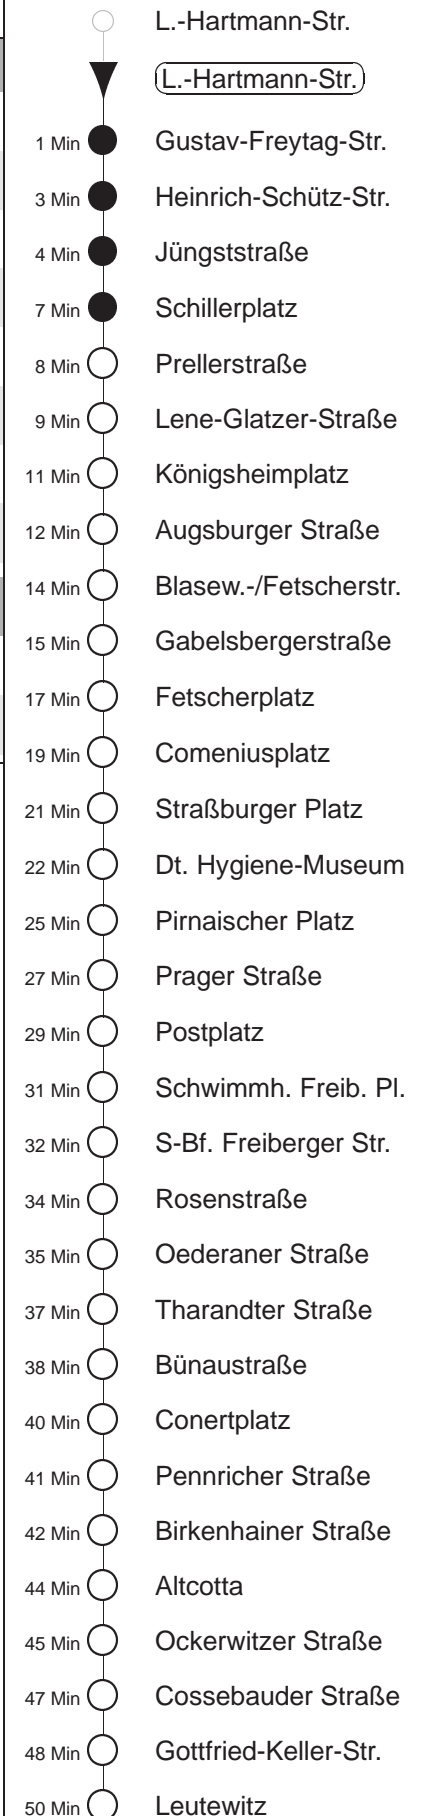 L.-Hartmann-Str.
L.-Hartmann-Str.
1 Min Gustav-Freytag-Str.
3 Min Heinrich-Schütz-Str.
4 Min Jüngststraße
7 Min Schillerplatz
8 Min Prellerstraße
9 Min Lene-Glatzer-Straße
11 Min Königsheimplatz
12 Min Augsburger Straße
14 Min Blasew.-/Fetscherstr.
15 Min Gabelsbergerstraße
17 Min Fetscherplatz
19 Min Comeniusplatz
21 Min Straßburger Platz
22 Min Dt. Hygiene-Museum
25 Min Pirnaischer Platz
27 Min Prager Straße
29 Min Postplatz
31 Min Schwimmh. Freib. Pl.
32 Min S-Bf. Freiberger Str.
34 Min Rosenstraße
35 Min Oederaner Straße
37 Min Tharandter Straße
38 Min Bünaustraße
40 Min Conertplatz
41 Min Pennricher Straße
42 Min Birkenhainer Straße
44 Min Altcotta
45 Min Ockerwitzer Straße
47 Min Cossebauder Straße
48 Min Gottfried-Keller-Str.
50 Min Leutewitz